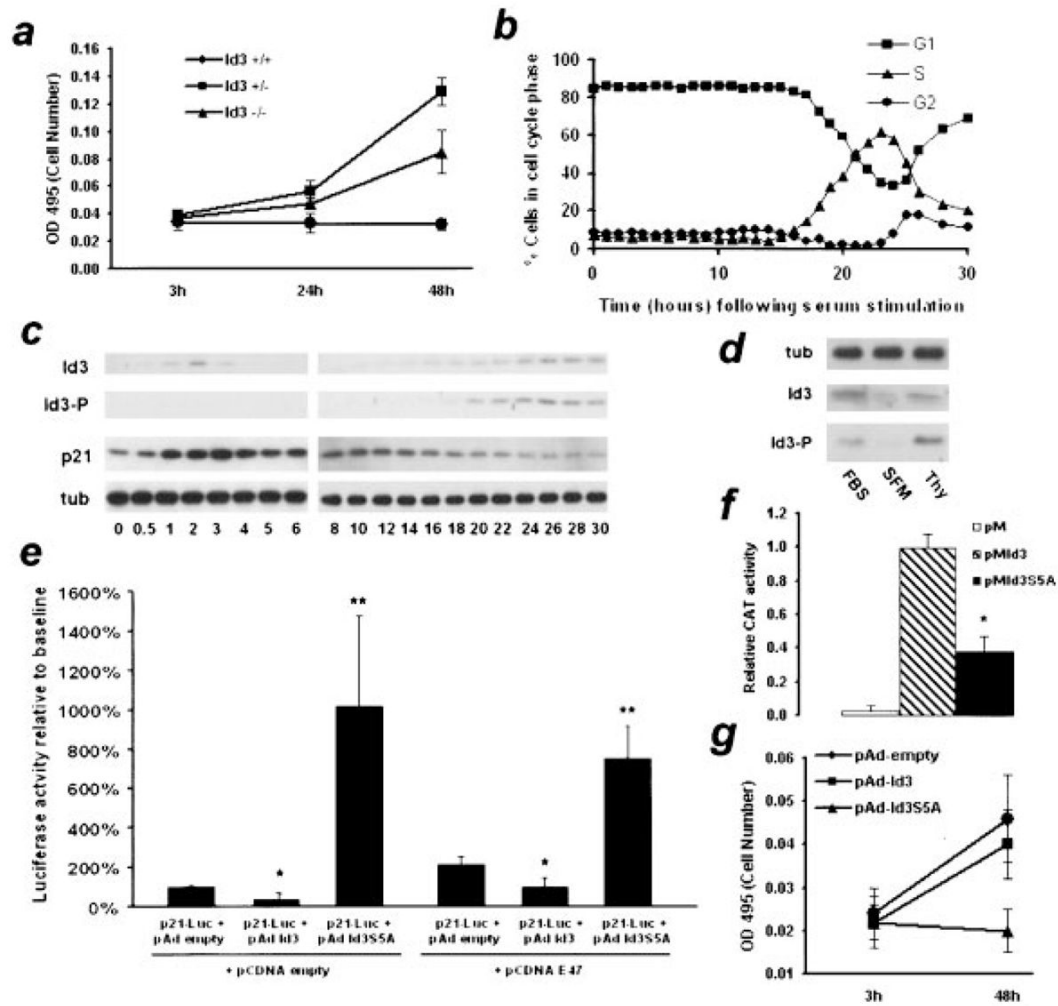 a
OD 495 (Cell Number)
0.16
0.14
0.12
0.10
0.08
0.06
0.04
0.02
0.00
Id3 +/+
Id3 +/-
Id3 -/-
3h 24h 48h
b
% Cells in cell cycle phase
100
80
60
40
20
0
G1
S
G2
0 10 20 30
Time (hours) following serum stimulation
c
Id3
Id3-P
p21
tub
0 0.5 1 2 3 4 5 6 8 10 12 14 16 18 20 22 24 26 28 30
d
tub
Id3
Id3-P
FBS SFM Thy
e
Luciferase actvity relative to baseline
1600%
1400%
1200%
1000%
800%
600%
400%
200%
0%
* ** * **
p21-Luc + p21-Luc + p21-Luc + p21-Luc + p21-Luc + p21-Luc +
pAd empty pAd Id3 pAd Id3S5A pAd empty pAd Id3 pAd Id3S5A
+ pCDNA empty + pCDNA E47
f
Relative CAT activity
1.2
1.0
0.8
0.6
0.4
0.2
0.0
pM
pMId3
pMId3S5A
*
g
OD 495 (Cell Number)
0.06
0.05
0.04
0.03
0.02
0.01
pAd-empty
pAd-Id3
pAd-Id3S5A
3h 48h